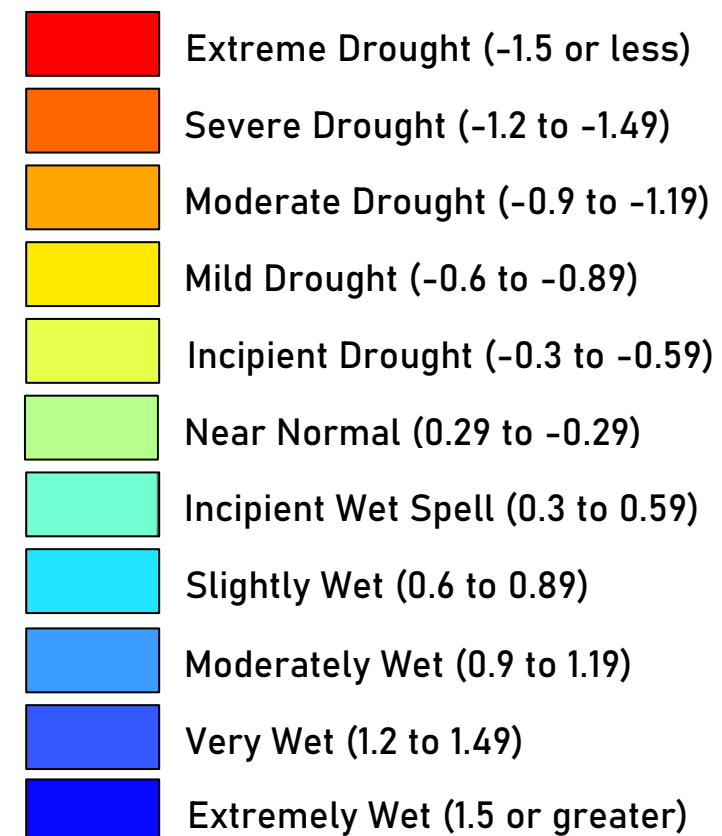 Extreme Drought (-1.5 or less)
Severe Drought (-1.2 to -1.49)
Moderate Drought (-0.9 to -1.19)
Mild Drought (-0.6 to -0.89)
Incipient Drought (-0.3 to -0.59)
Near Normal (0.29 to -0.29)
Incipient Wet Spell (0.3 to 0.59)
Slightly Wet (0.6 to 0.89)
Moderately Wet (0.9 to 1.19)
Very Wet (1.2 to 1.49)
Extremely Wet (1.5 or greater)